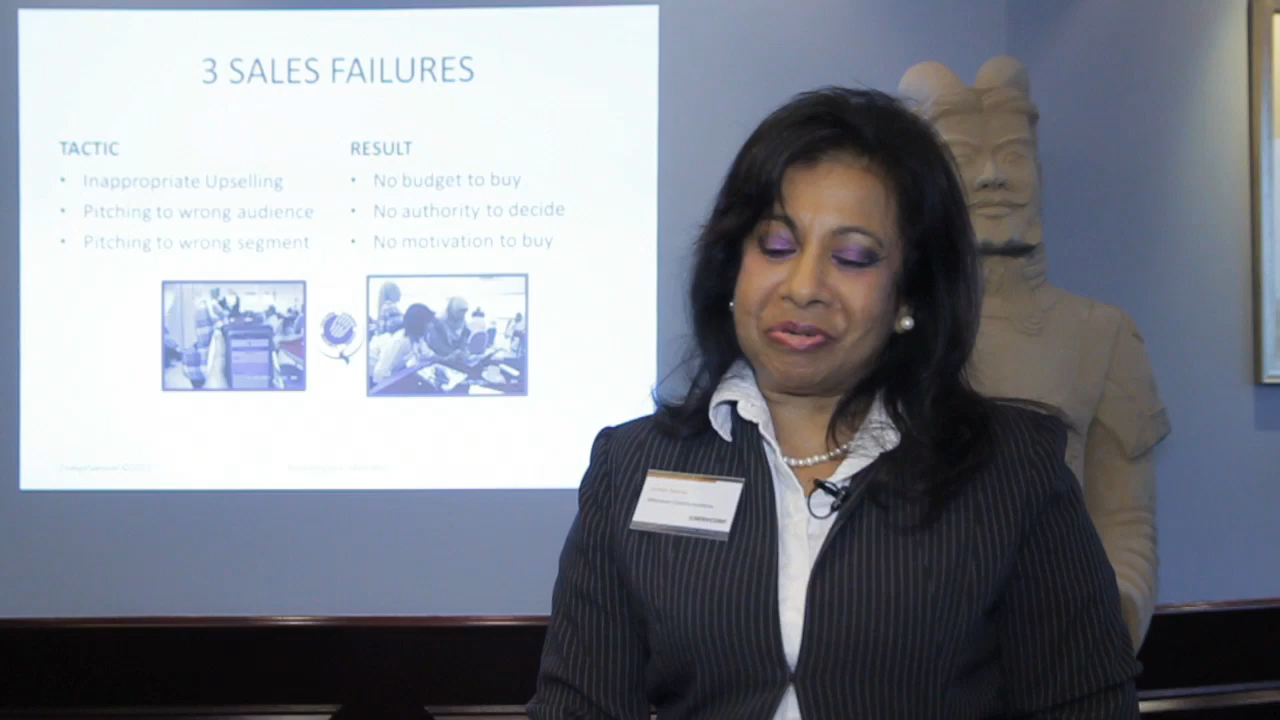 3 SALES FAILURES
TACTIC
• Inappropriate Upselling
• Pitching to wrong audience
• Pitching to wrong segment
RESULT
• No budget to buy
• No authority to decide
• No motivation to buy